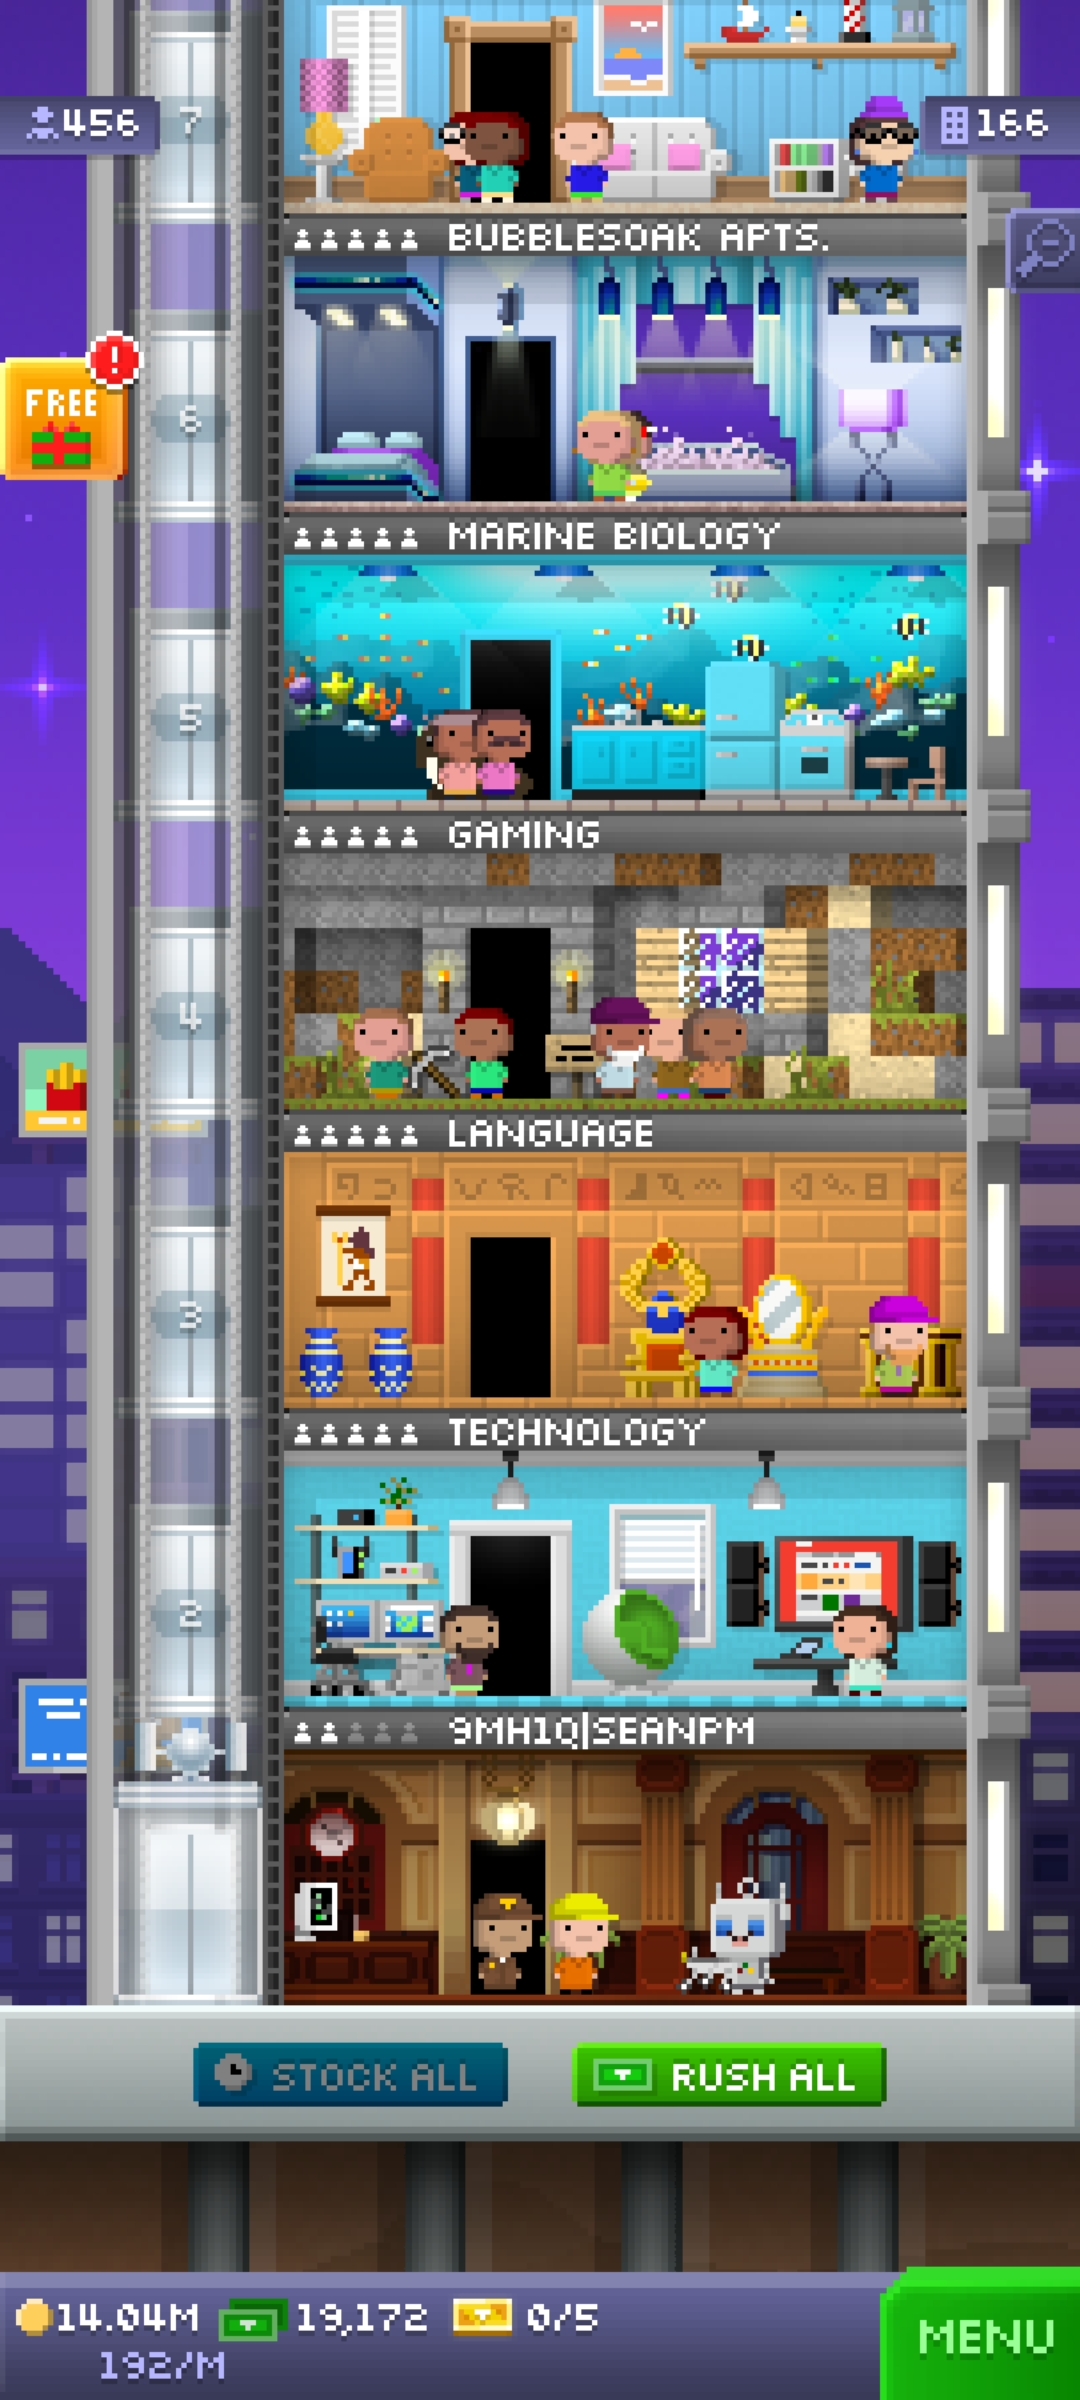 7
456
166
BUBBLESOAK APTS.
FREE
!
6
MARINE BIOLOGY
5
GAMING
4
LANGUAGE
3
TECHNOLOGY
2
9MH1Q|SEANPM
STOCK ALL
RUSH ALL
14.04M
19,172
0/5
192/M
MENU